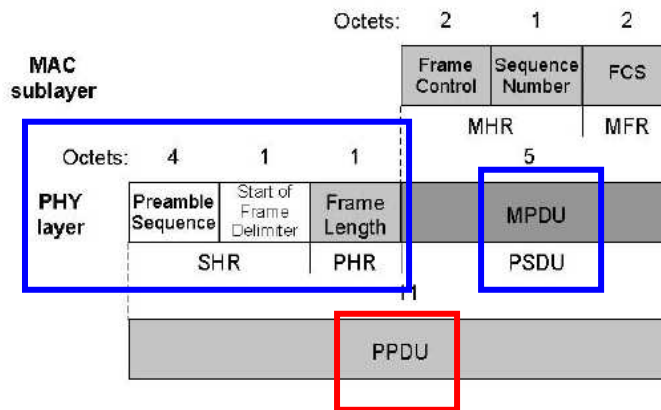 Octets: 2 1 2
MAC sublayer
Frame Control
Sequence Number
FCS
MHR MFR
Octets: 4 1 1 5
PHY layer
Preamble Sequence
Start of Frame Delimiter
Frame Length
MPDU
SHR PHR PSDU
11
PPDU